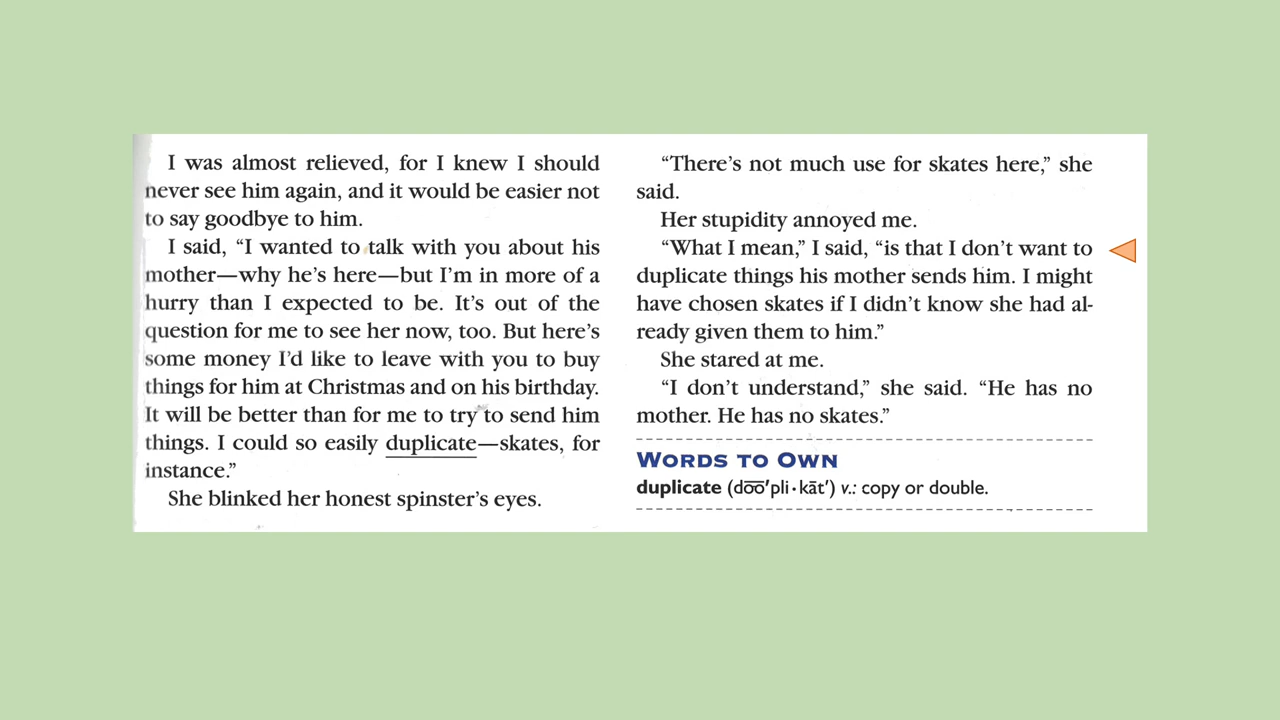 I was almost relieved, for I knew I should
never see him again, and it would be easier not
to say goodbye to him.
I said, “I wanted to talk with you about his
mother—why he’s here—but I’m in more of a
hurry than I expected to be. It’s out of the
question for me to see her now, too. But here’s
some money I’d like to leave with you to buy
things for him at Christmas and on his birthday.
It will be better than for me to try to send him
things. I could so easily duplicate—skates, for
instance.”
She blinked her honest spinster’s eyes.
“There’s not much use for skates here,” she
said.
Her stupidity annoyed me.
“What I mean,” I said, “is that I don’t want to
duplicate things his mother sends him. I might
have chosen skates if I didn’t know she had al-
ready given them to him.”
She stared at me.
“I don’t understand,” she said. “He has no
mother. He has no skates.”
WORDS TO OWN
duplicate (do͞o′pli•kāt′) v.: copy or double.